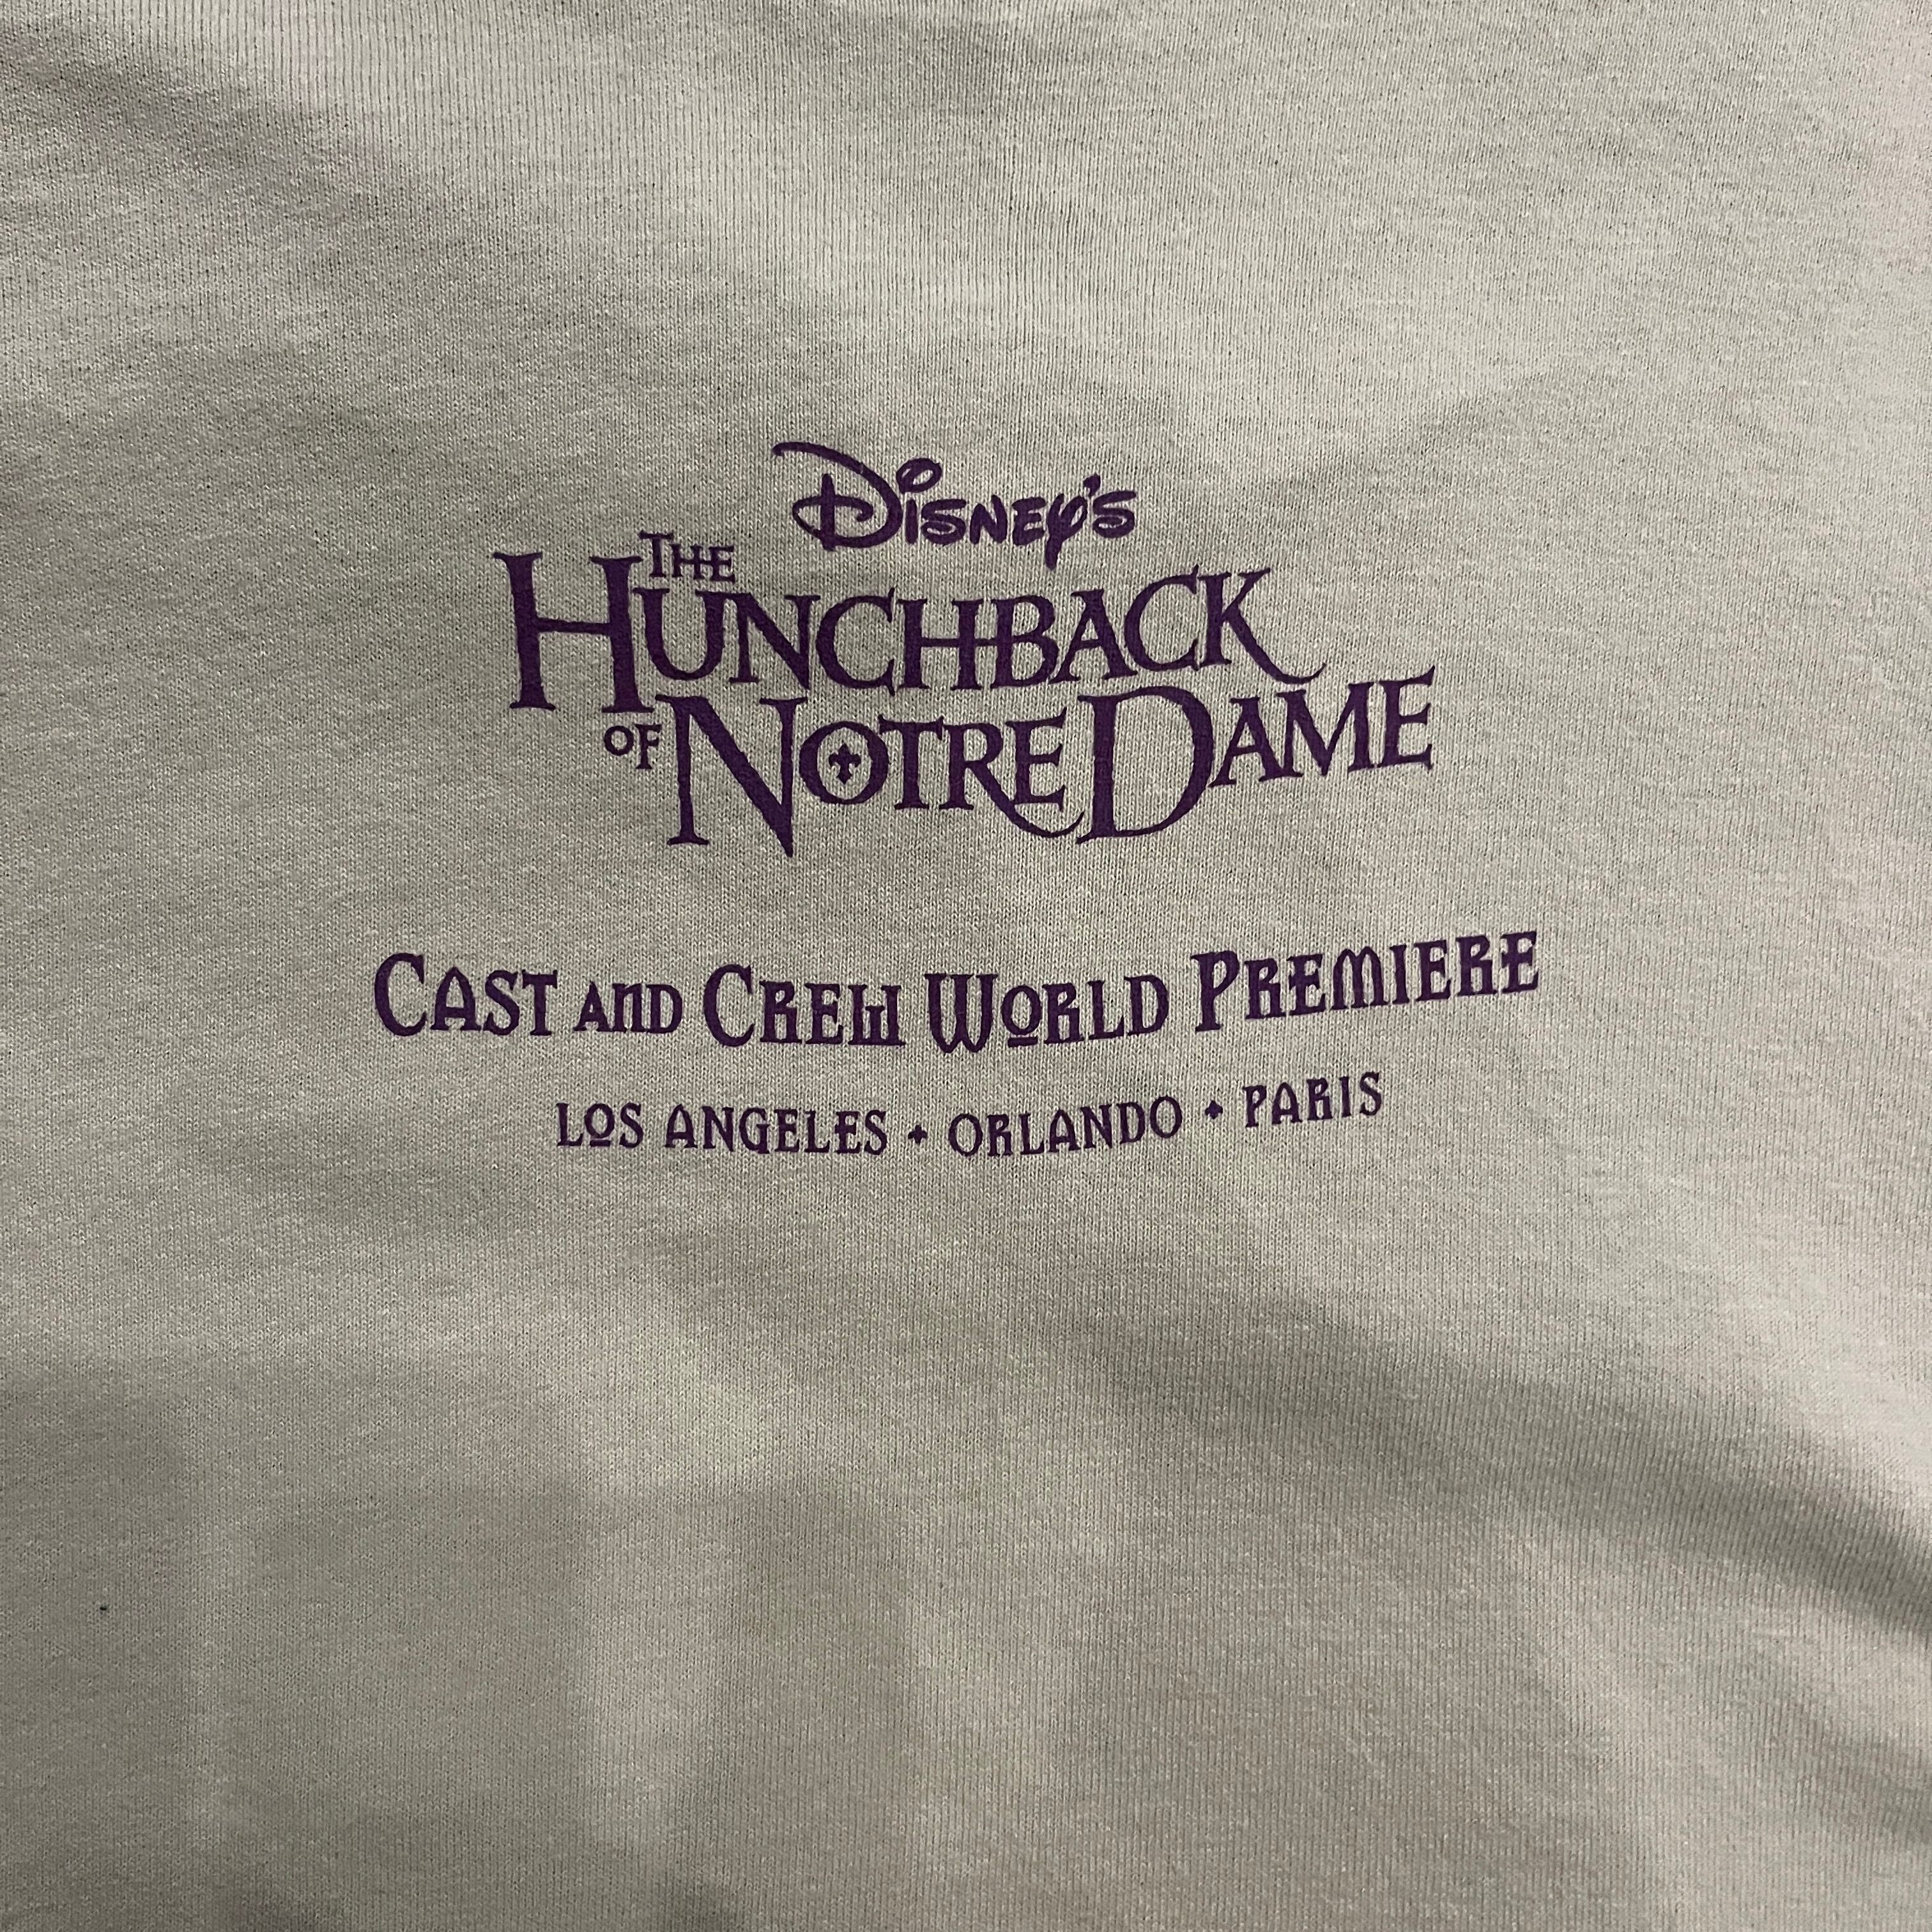 Disney's
The
Hunchback
of Notre Dame
Cast and Crew World Premiere
Los Angeles • Orlando • Paris